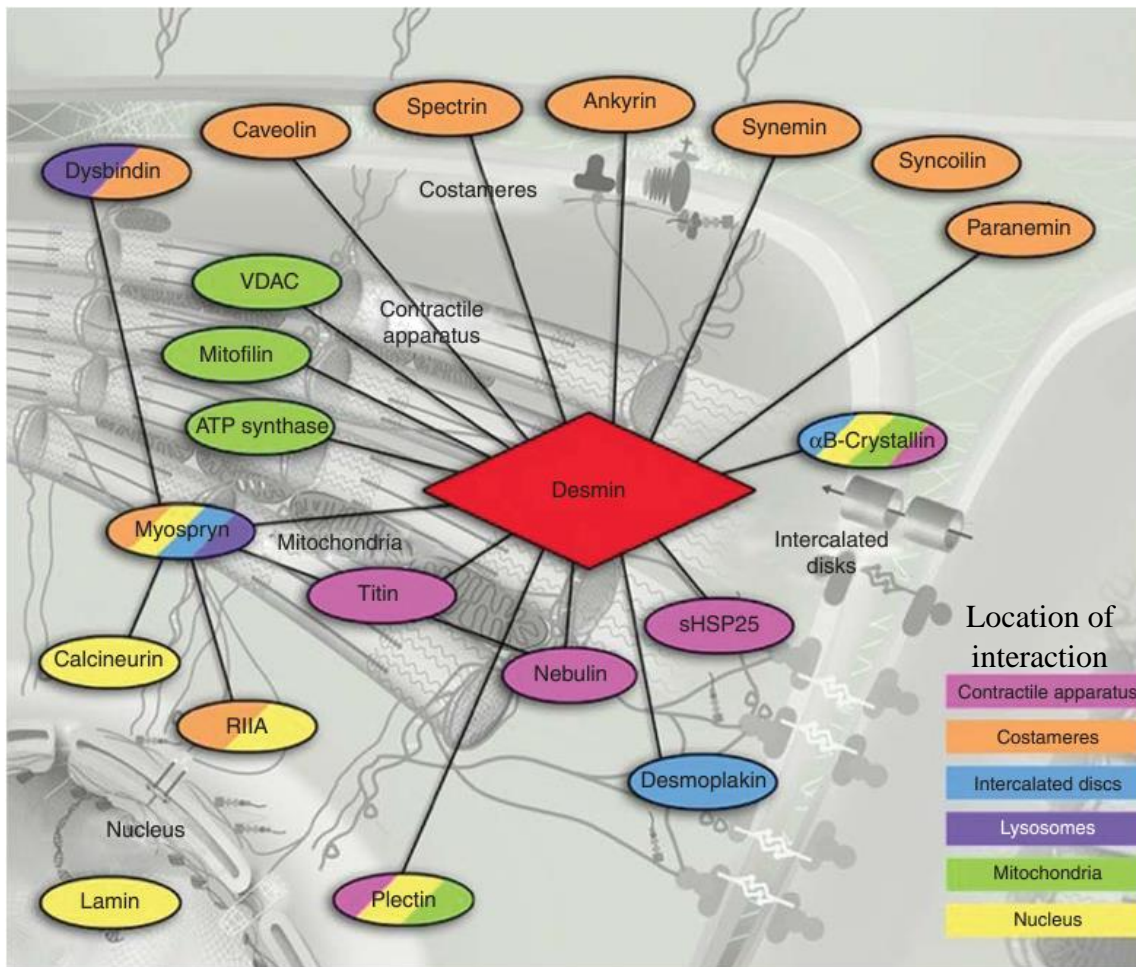 Spectrin
Ankyrin
Caveolin
Synemin
Dysbindin
Syncoilin
Costameres
Paranemin
VDAC
Contractile
apparatus
Mitofilin
ATP synthase
αB-Crystallin
Desmin
Myospryn
Mitochondria
Intercalated
disks
Titin
sHSP25
Calcineurin
Nebulin
RIIA
Desmoplakin
Nucleus
Lamin
Plectin
Location of
interaction
Contractile apparatus
Costameres
Intercalated discs
Lysosomes
Mitochondria
Nucleus